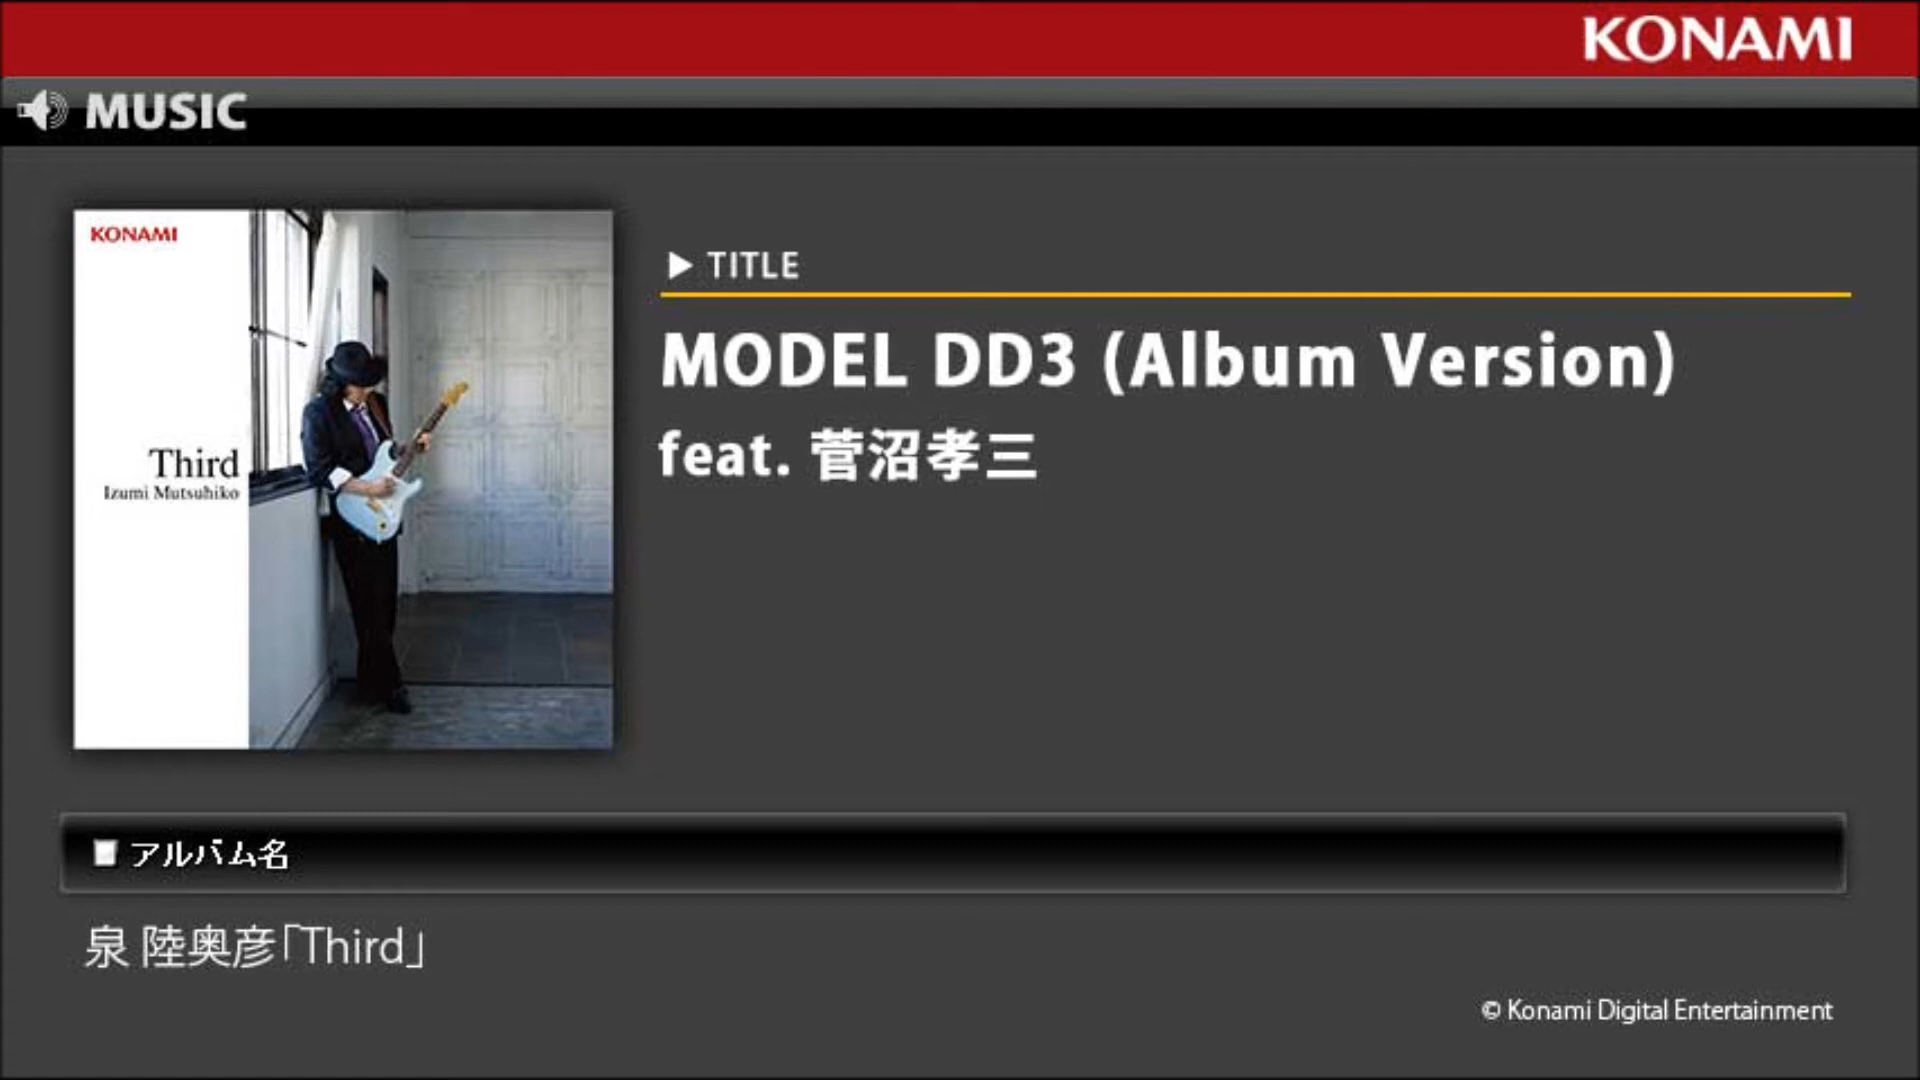 KONAMI
MUSIC
KONAMI
Third
Izumi Mutsuhiko
▶ TITLE
MODEL DD3 (Album Version)
feat. 菅沼孝三
■ アルバム名
泉 陸奥彦「Third」
© Konami Digital Entertainment